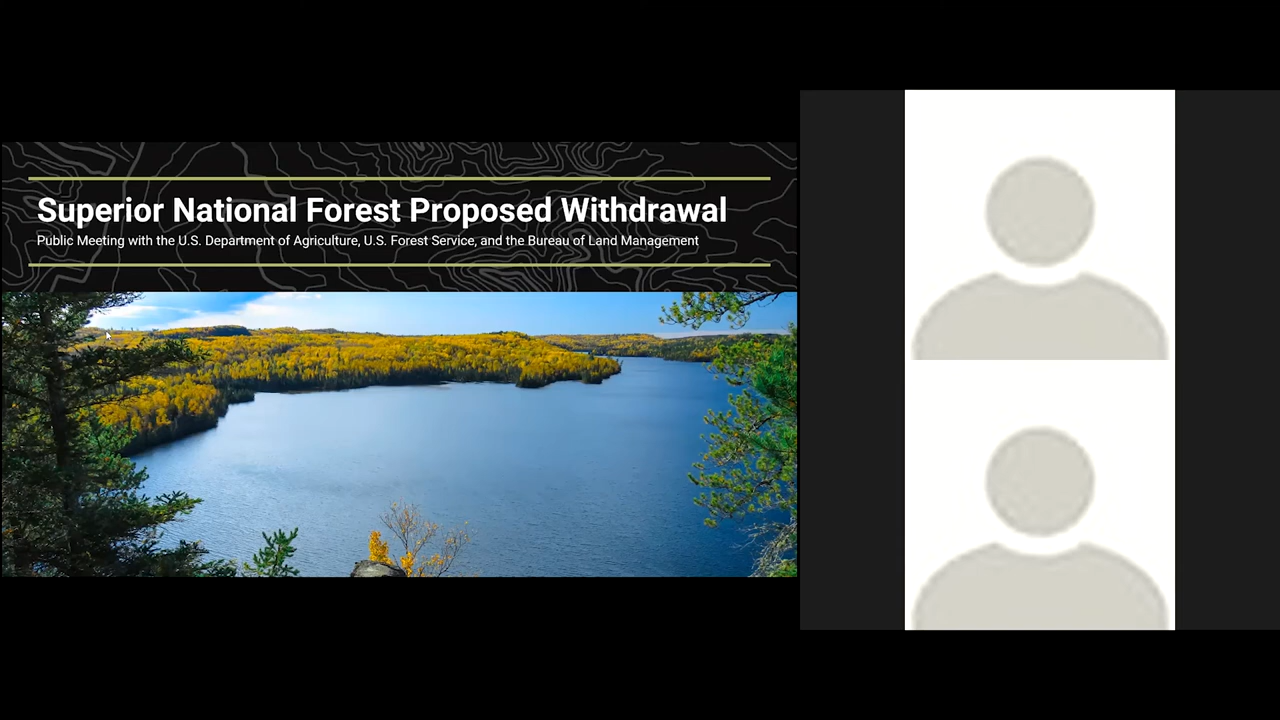 Superior National Forest Proposed Withdrawal
Public Meeting with the U.S. Department of Agriculture, U.S. Forest Service, and the Bureau of Land Management